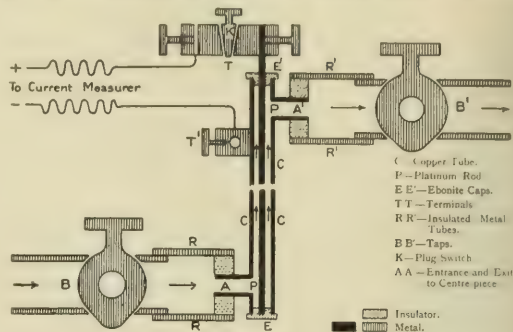 K
+
T
E'
R'
To Current Measurer
P
A'
B'
–
T'
R'
C
C Copper Tube.
P—Platinum Rod
E E'—Ebonite Caps.
T T'—Terminals
R R'—Insulated Metal
Tubes.
B B'—Taps.
K—Plug Switch
A A—Entrance and Exit
to Centre piece
C
C
R
B
A
P
R
E
Insulator.
Metal.